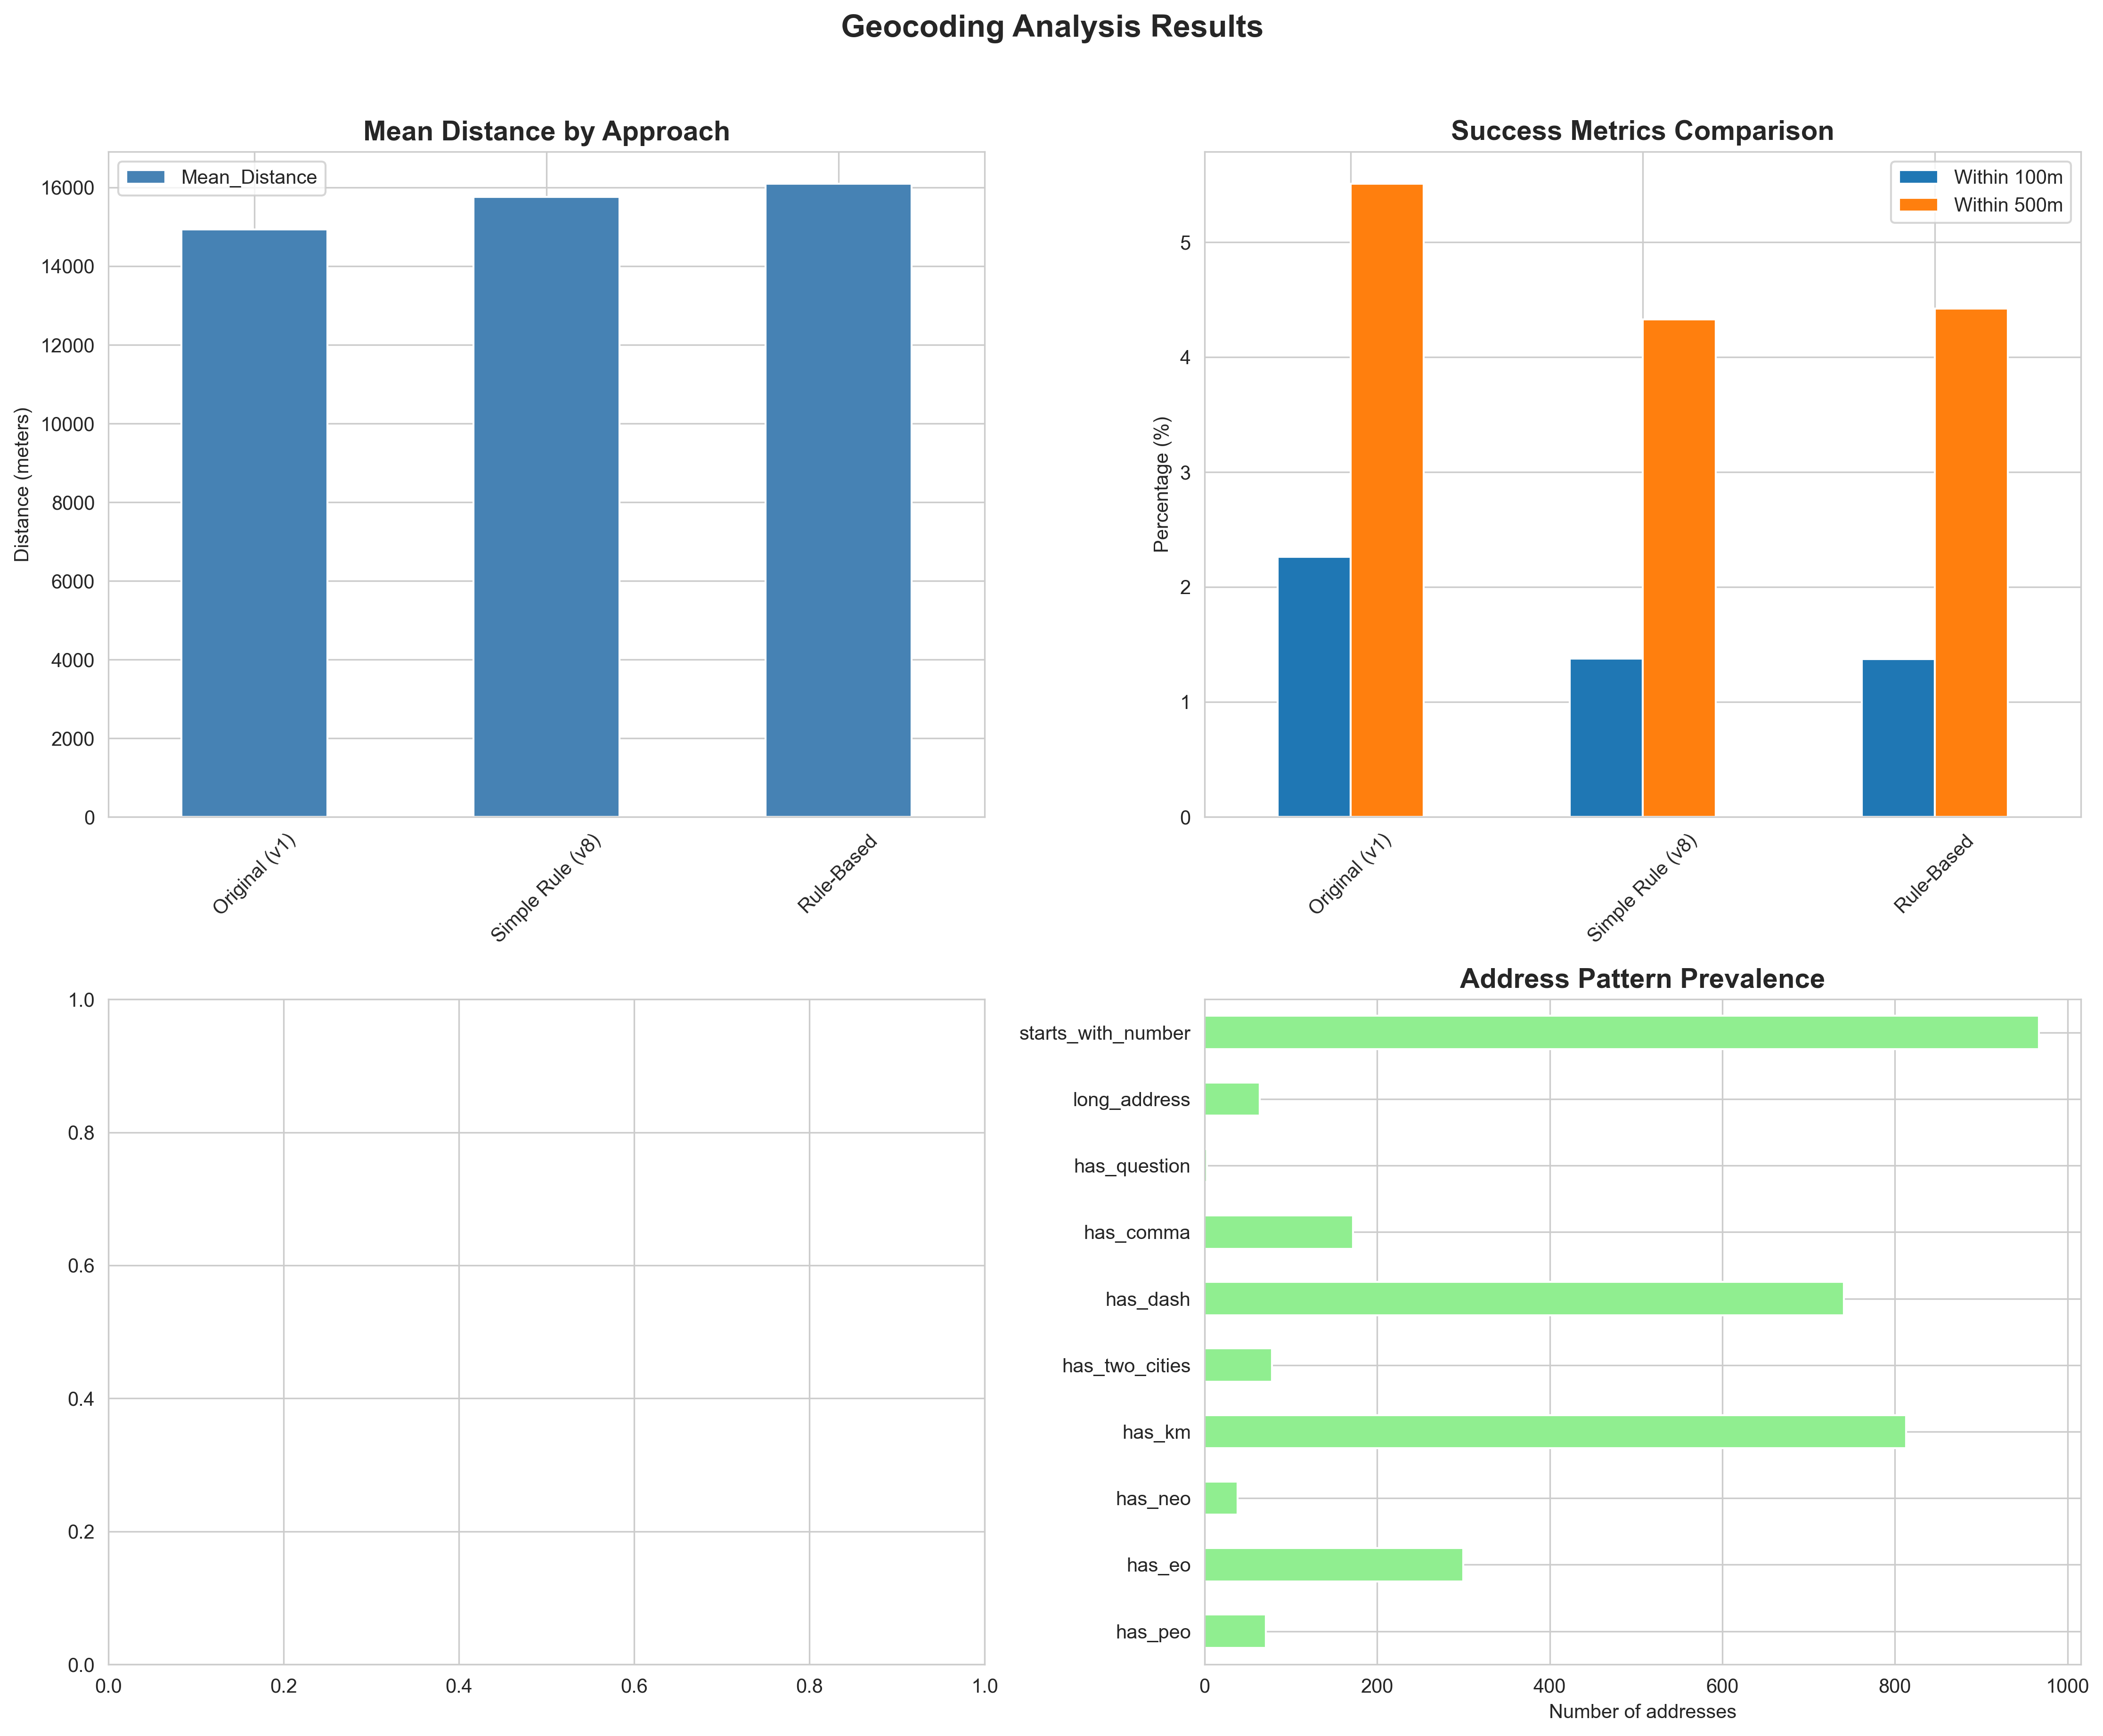 Geocoding Analysis Results
Mean Distance by Approach
Mean_Distance
16000
14000
12000
10000
8000
6000
4000
2000
0
Distance (meters)
Original (v1)
Simple Rule (v8)
Rule-Based
Success Metrics Comparison
Within 100m
Within 500m
5
4
3
2
1
0
Percentage (%)
Original (v1)
Simple Rule (v8)
Rule-Based
1.0
0.8
0.6
0.4
0.2
0.0
0.0 0.2 0.4 0.6 0.8 1.0
Address Pattern Prevalence
starts_with_number
long_address
has_question
has_comma
has_dash
has_two_cities
has_km
has_neo
has_eo
has_peo
0 200 400 600 800 1000
Number of addresses